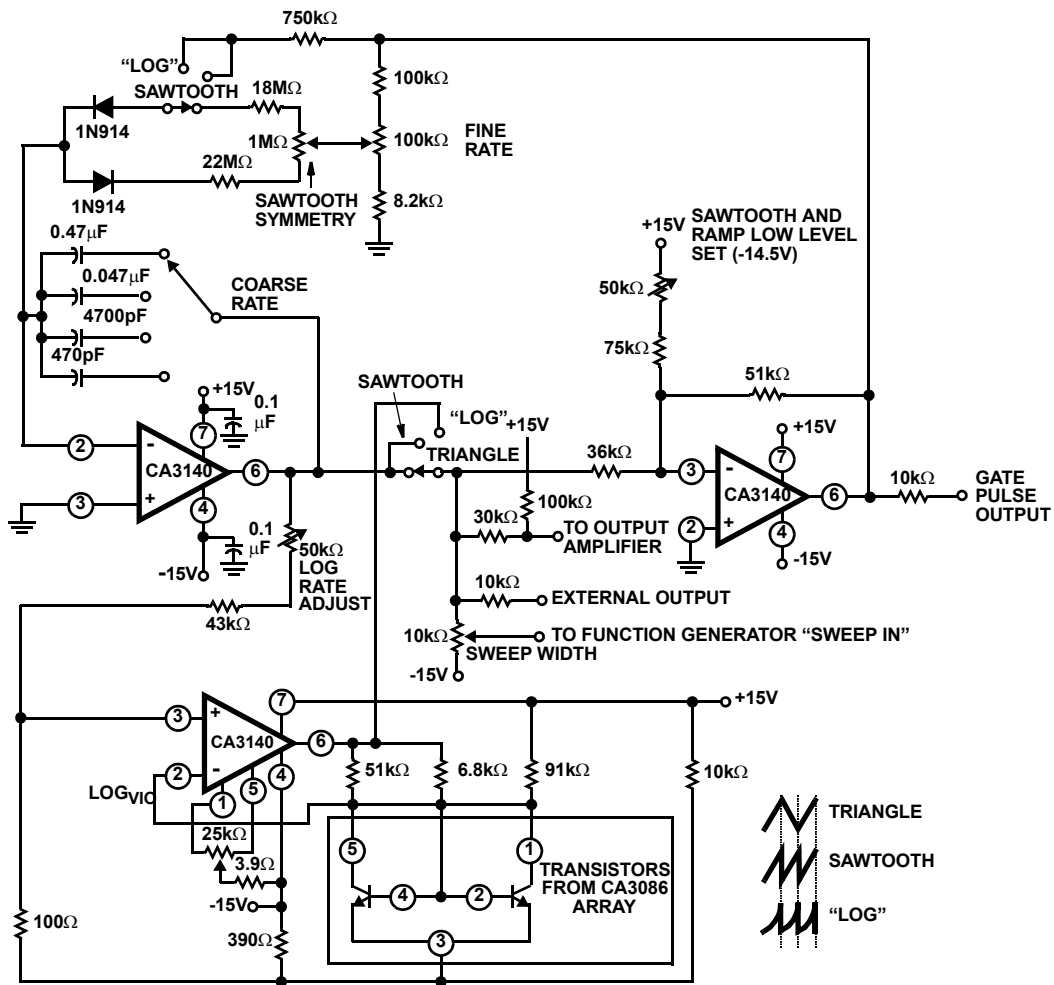 750kΩ
"LOG"
SAWTOOTH
18MΩ
100kΩ
1N914
1MΩ
100kΩ
FINE
RATE
22MΩ
1N914
SAWTOOTH
SYMMETRY
8.2kΩ
0.47μF
0.047μF
4700pF
470pF
COARSE
RATE
+15V
SAWTOOTH AND
RAMP LOW LEVEL
SET (-14.5V)
50kΩ
75kΩ
51kΩ
+15V
0.1
μF
7
2
-
CA3140
6
3
+
4
0.1
μF
-15V
SAWTOOTH
"LOG"
+15V
TRIANGLE
36kΩ
100kΩ
30kΩ
TO OUTPUT
AMPLIFIER
3
-
CA3140
2
+
+15V
7
6
4
-15V
10kΩ
GATE
PULSE
OUTPUT
50kΩ
LOG
RATE
ADJUST
43kΩ
10kΩ
EXTERNAL OUTPUT
10kΩ
TO FUNCTION GENERATOR "SWEEP IN"
SWEEP WIDTH
-15V
7
+15V
3
+
CA3140
6
2
-
4
5
1
LOGVIO
51kΩ
6.8kΩ
91kΩ
10kΩ
25kΩ
3.9Ω
-15V
100Ω
390Ω
5
1
4
2
3
TRANSISTORS
FROM CA3086
ARRAY
TRIANGLE
SAWTOOTH
"LOG"